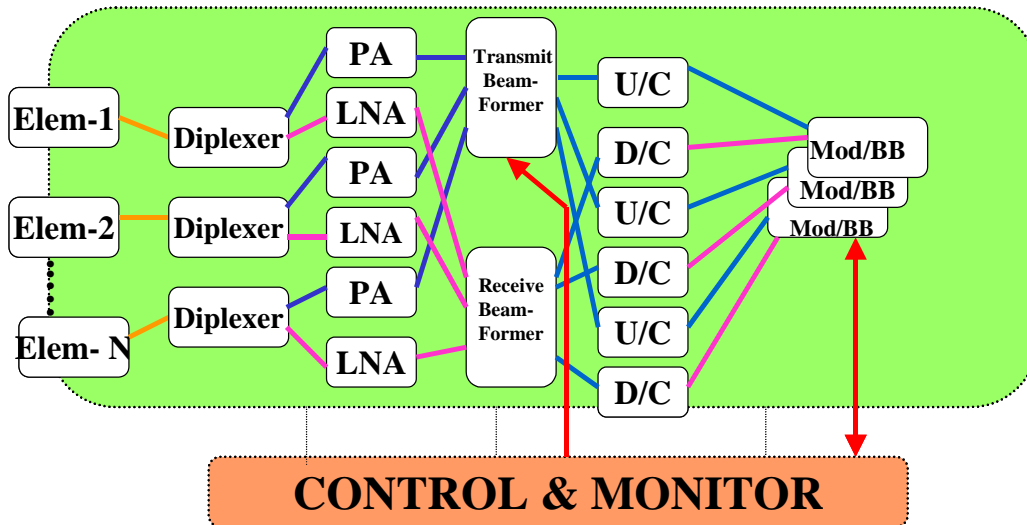 Elem-1
Elem-2
Elem- N
Diplexer
Diplexer
Diplexer
PA
LNA
PA
LNA
PA
LNA
Transmit
Beam-
Former
Receive
Beam-
Former
U/C
D/C
U/C
D/C
U/C
D/C
Mod/BB
Mod/BB
Mod/BB
CONTROL & MONITOR